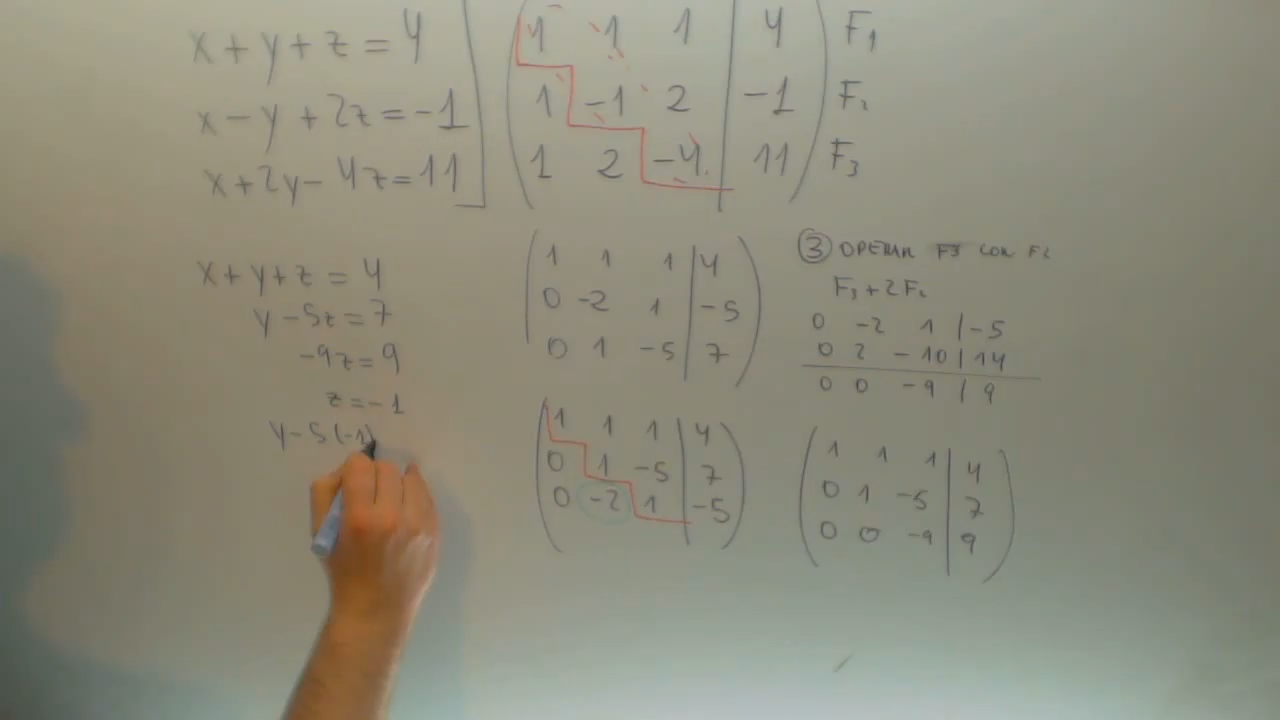 x + y + z = 4
x - y + 2z = -1
x + 2y - 4z = 11
1 1 1 | 4 F1
1 -1 2 | -1 F2
1 2 -4 | 11 F3
x + y + z = 4
y - 5z = 7
-9z = 9
z = -1
y - 5(-1)
1 1 1 | 4
0 -2 1 | -5
0 1 -5 | 7
1 1 1 | 4
0 1 -5 | 7
0 -2 1 | -5
③ OPERAR F3 CON F2
F3 + 2F2
0 -2 1 | -5
0 2 -10 | 14
0 0 -9 | 9
1 1 1 | 4
0 1 -5 | 7
0 0 -9 | 9